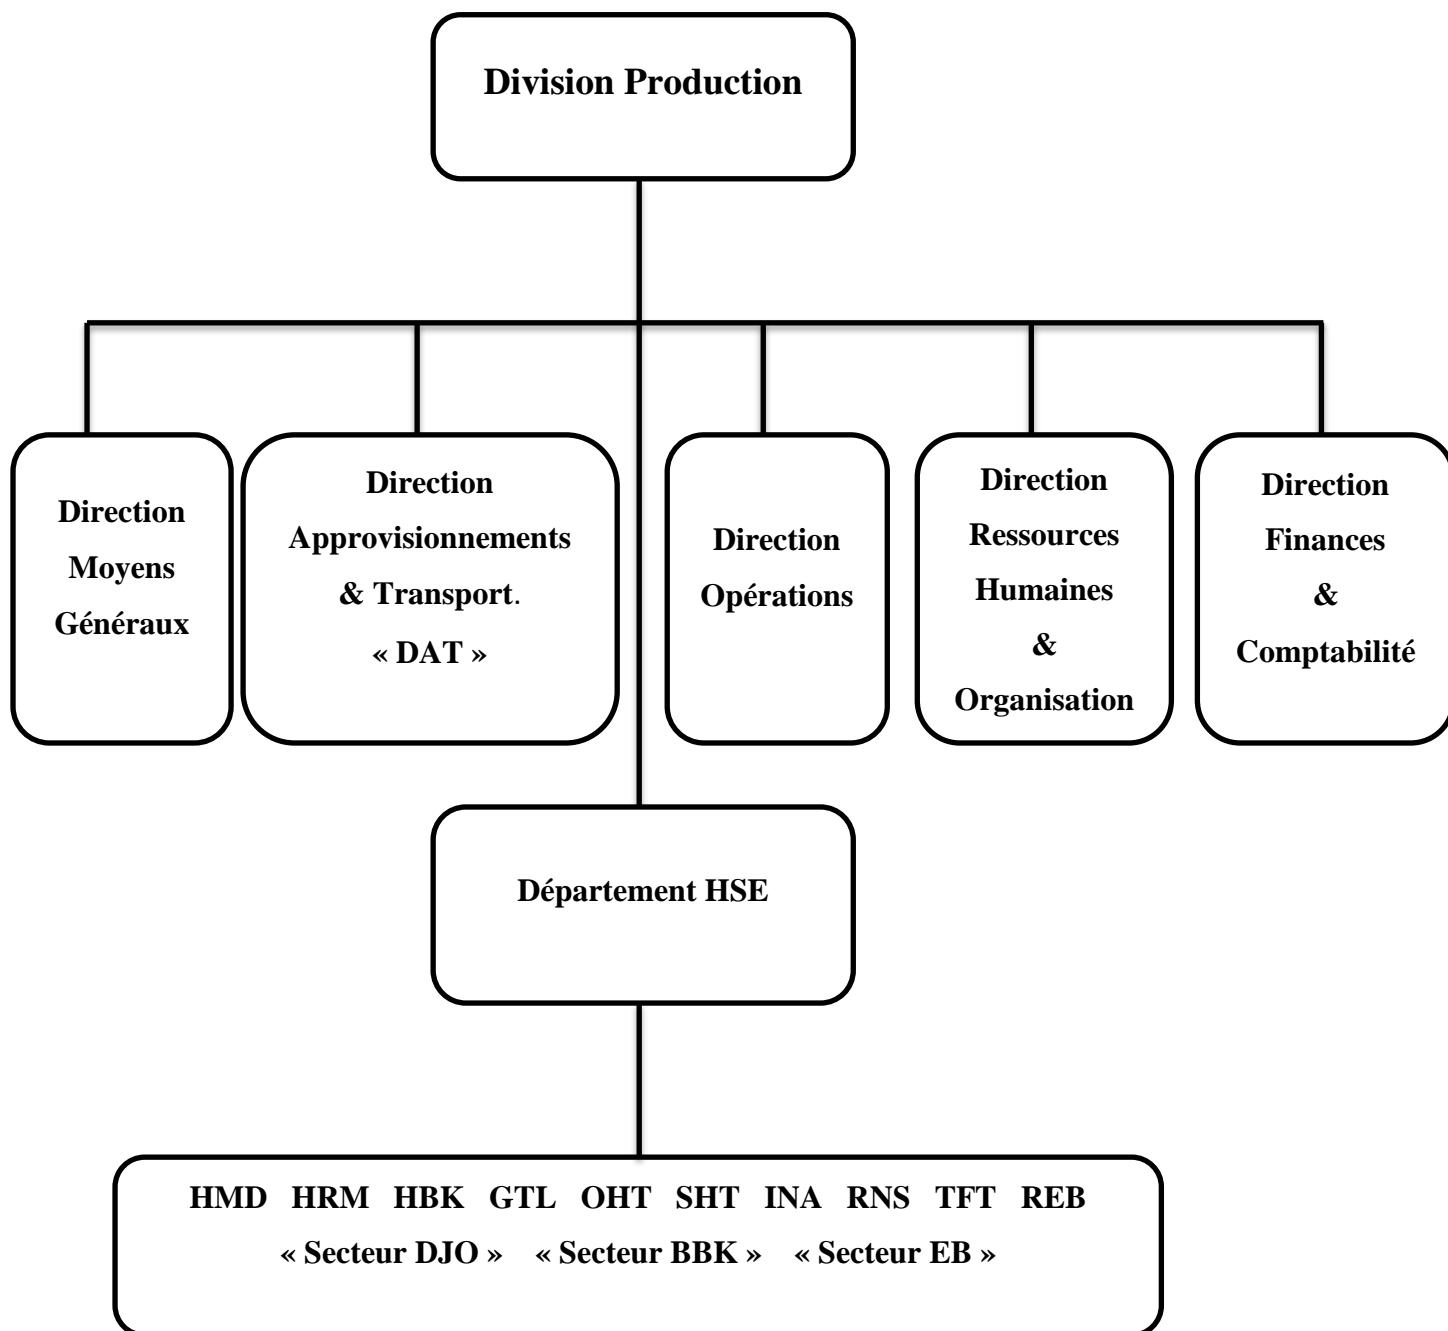 Division Production
Direction
Moyens
Généraux
Direction
Approvisionnements
& Transport.
« DAT »
Direction
Opérations
Direction
Ressources
Humaines
&
Organisation
Direction
Finances
&
Comptabilité
Département HSE
HMD HRM HBK GTL OHT SHT INA RNS TFT REB
« Secteur DJO » « Secteur BBK » « Secteur EB »